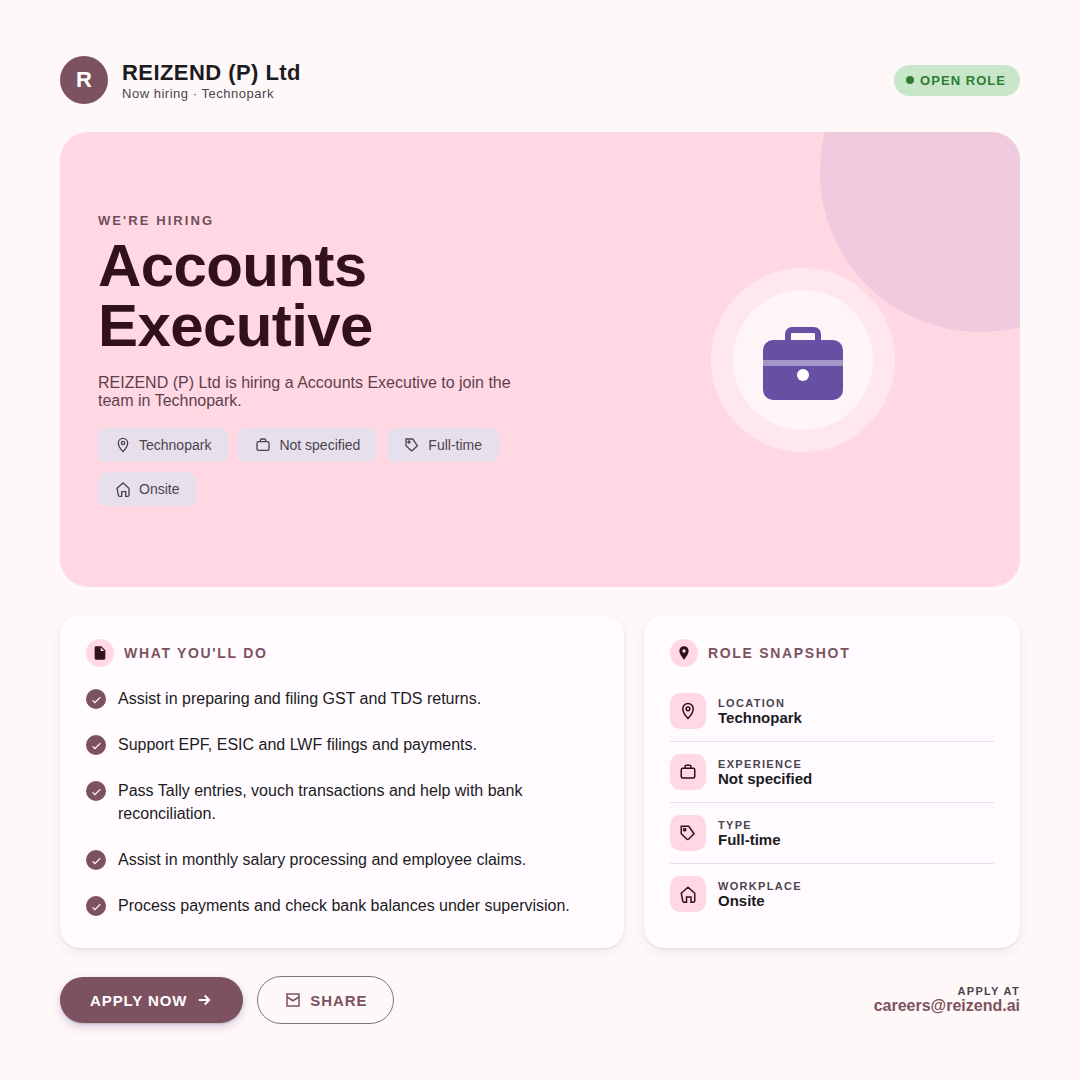 R
REIZEND (P) Ltd
Now hiring · Technopark
OPEN ROLE
WE'RE HIRING
Accounts
Executive
REIZEND (P) Ltd is hiring a Accounts Executive to join the
team in Technopark.
Technopark
Not specified
Full-time
Onsite
WHAT YOU'LL DO
Assist in preparing and filing GST and TDS returns.
Support EPF, ESIC and LWF filings and payments.
Pass Tally entries, vouch transactions and help with bank
reconciliation.
Assist in monthly salary processing and employee claims.
Process payments and check bank balances under supervision.
ROLE SNAPSHOT
LOCATION
Technopark
EXPERIENCE
Not specified
TYPE
Full-time
WORKPLACE
Onsite
APPLY NOW
SHARE
APPLY AT
careers@reizend.ai